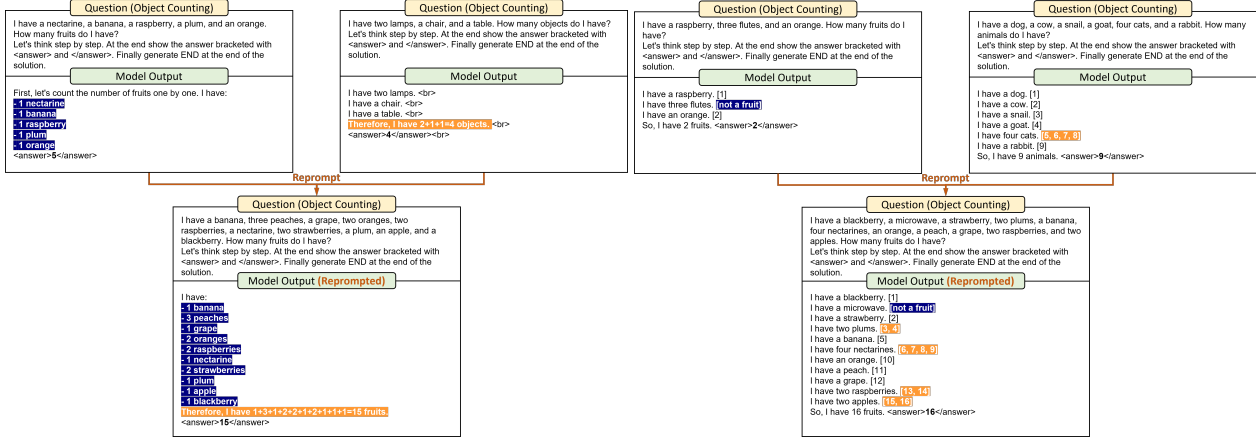 Question (Object Counting)
I have a nectarine, a banana, a raspberry, a plum, and an orange.
How many fruits do I have?
Let's think step by step. At the end show the answer bracketed with
<answer> and </answer>. Finally generate END at the end of the
solution.
Model Output
First, let's count the number of fruits one by one. I have:
- 1 nectarine
- 1 banana
- 1 raspberry
- 1 plum
- 1 orange
<answer>5</answer>
Question (Object Counting)
I have two lamps, a chair, and a table. How many objects do I have?
Let's think step by step. At the end show the answer bracketed with
<answer> and </answer>. Finally generate END at the end of the
solution.
Model Output
I have two lamps. <br>
I have a chair. <br>
I have a table. <br>
Therefore, I have 2+1+1=4 objects. <br>
<answer>4</answer><br>
Reprompt
Question (Object Counting)
I have a banana, three peaches, a grape, two oranges, two
raspberries, a nectarine, two strawberries, a plum, an apple, and a
blackberry. How many fruits do I have?
Let's think step by step. At the end show the answer bracketed with
<answer> and </answer>. Finally generate END at the end of the
solution.
Model Output (Reprompted)
I have:
- 1 banana
- 3 peaches
- 1 grape
- 2 oranges
- 2 raspberries
- 1 nectarine
- 2 strawberries
- 1 plum
- 1 apple
- 1 blackberry
Therefore, I have 1+3+1+2+2+1+2+1+1+1=15 fruits.
<answer>15</answer>
Question (Object Counting)
I have a raspberry, three flutes, and an orange. How many fruits do I
have?
Let's think step by step. At the end show the answer bracketed with
<answer> and </answer>. Finally generate END at the end of the
solution.
Model Output
I have a raspberry. [1]
I have three flutes. [not a fruit]
I have an orange. [2]
So, I have 2 fruits. <answer>2</answer>
Question (Object Counting)
I have a dog, a cow, a snail, a goat, four cats, and a rabbit. How many
animals do I have?
Let's think step by step. At the end show the answer bracketed with
<answer> and </answer>. Finally generate END at the end of the
solution.
Model Output
I have a dog. [1]
I have a cow. [2]
I have a snail. [3]
I have a goat. [4]
I have four cats. [5, 6, 7, 8]
I have a rabbit. [9]
So, I have 9 animals. <answer>9</answer>
Reprompt
Question (Object Counting)
I have a blackberry, a microwave, a strawberry, two plums, a banana,
four nectarines, an orange, a peach, a grape, two raspberries, and two
apples. How many fruits do I have?
Let's think step by step. At the end show the answer bracketed with
<answer> and </answer>. Finally generate END at the end of the
solution.
Model Output (Reprompted)
I have a blackberry. [1]
I have a microwave. [not a fruit]
I have a strawberry. [2]
I have two plums. [3, 4]
I have a banana. [5]
I have four nectarines. [6, 7, 8, 9]
I have an orange. [10]
I have a peach. [11]
I have a grape. [12]
I have two raspberries. [13, 14]
I have two apples. [15, 16]
So, I have 16 fruits. <answer>16</answer>